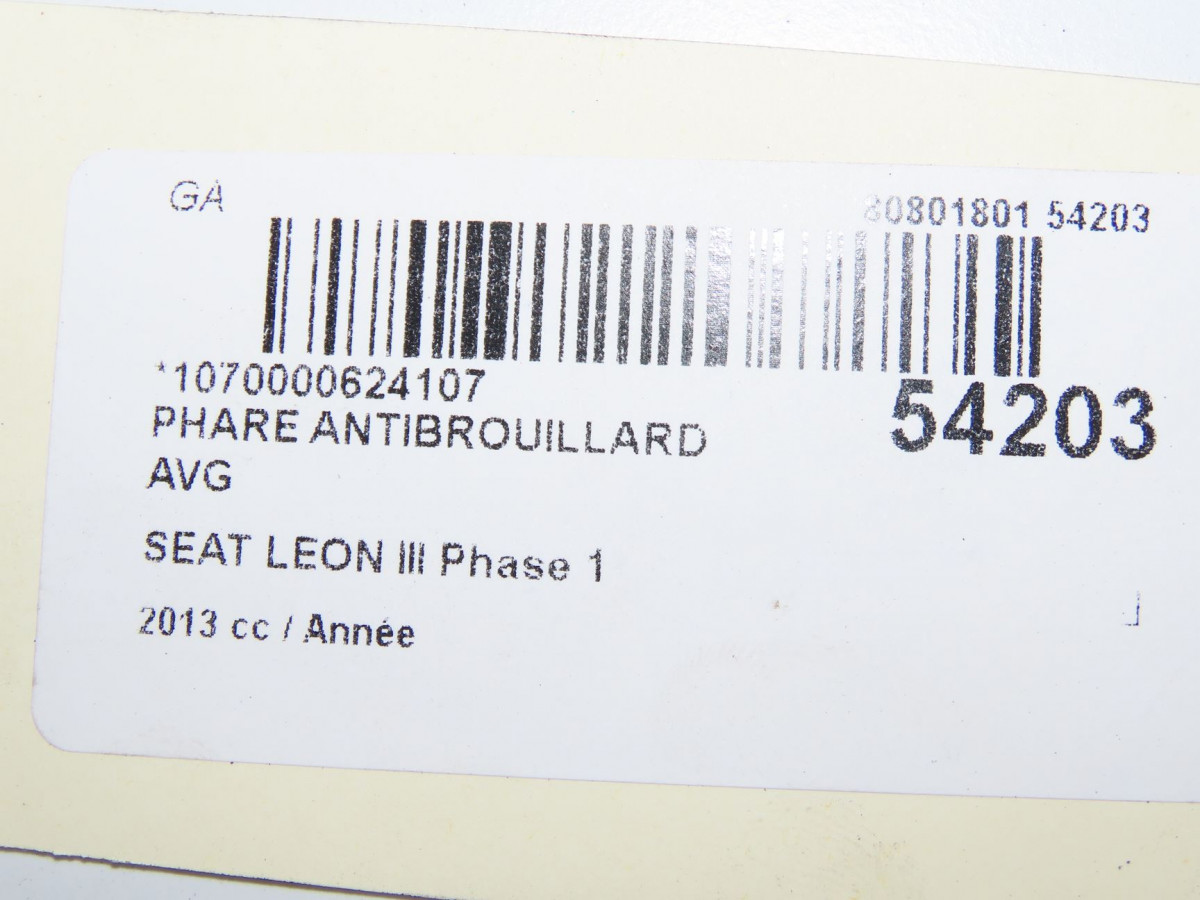 GA
80801801 54203
*1070000624107
54203
PHARE ANTIBROUILLARD
AVG
SEAT LEON III Phase 1
2013 cc / Année